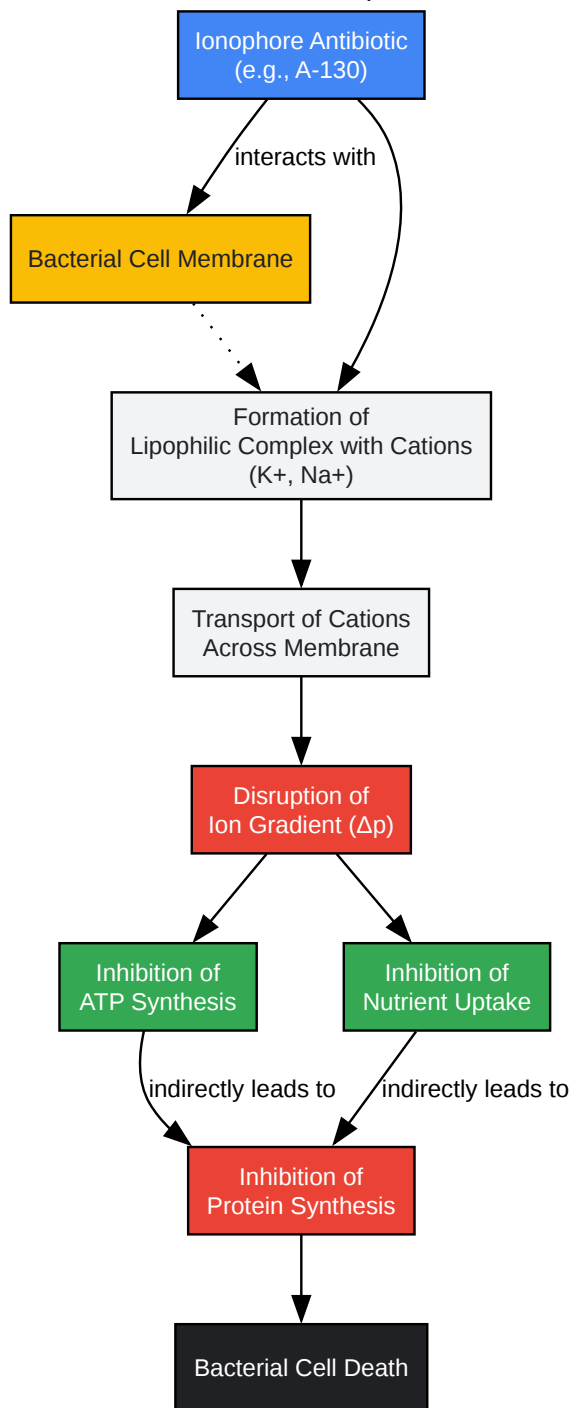 Ionophore Antibiotic
(e.g., A-130)
interacts with
Bacterial Cell Membrane
Formation of
Lipophilic Complex with Cations
(K+, Na+)
Transport of Cations
Across Membrane
Disruption of
Ion Gradient (Δp)
Inhibition of
ATP Synthesis
Inhibition of
Nutrient Uptake
indirectly leads to
indirectly leads to
Inhibition of
Protein Synthesis
Bacterial Cell Death